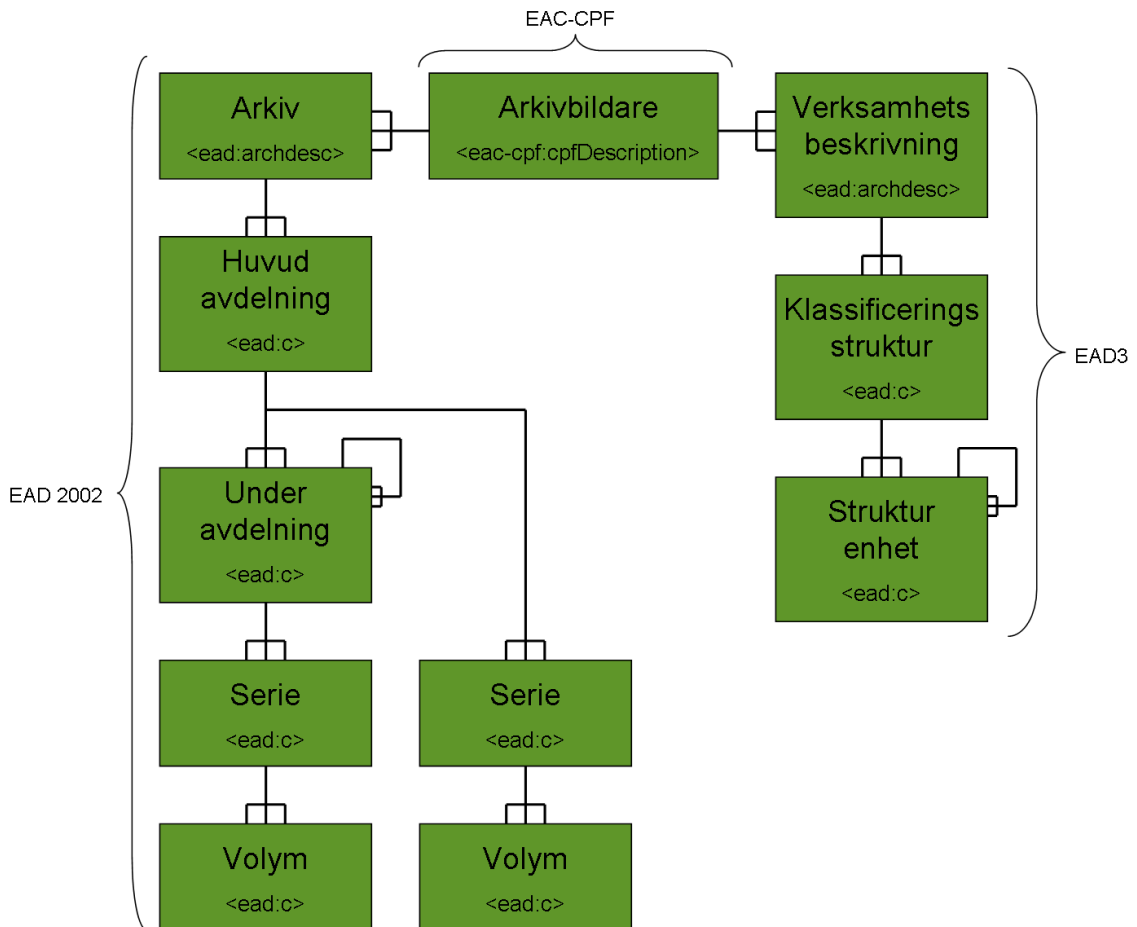 EAC-CPF
Arkiv
<ead:archdesc>
Arkivbildare
<eac-cpf:cpfDescription>
Verksamhets
beskrivning
<ead:archdesc>
Huvud
avdelning
<ead:c>
Klassificerings
struktur
<ead:c>
EAD3
EAD 2002
Under
avdelning
<ead:c>
Struktur
enhet
<ead:c>
Serie
<ead:c>
Serie
<ead:c>
Volym
<ead:c>
Volym
<ead:c>